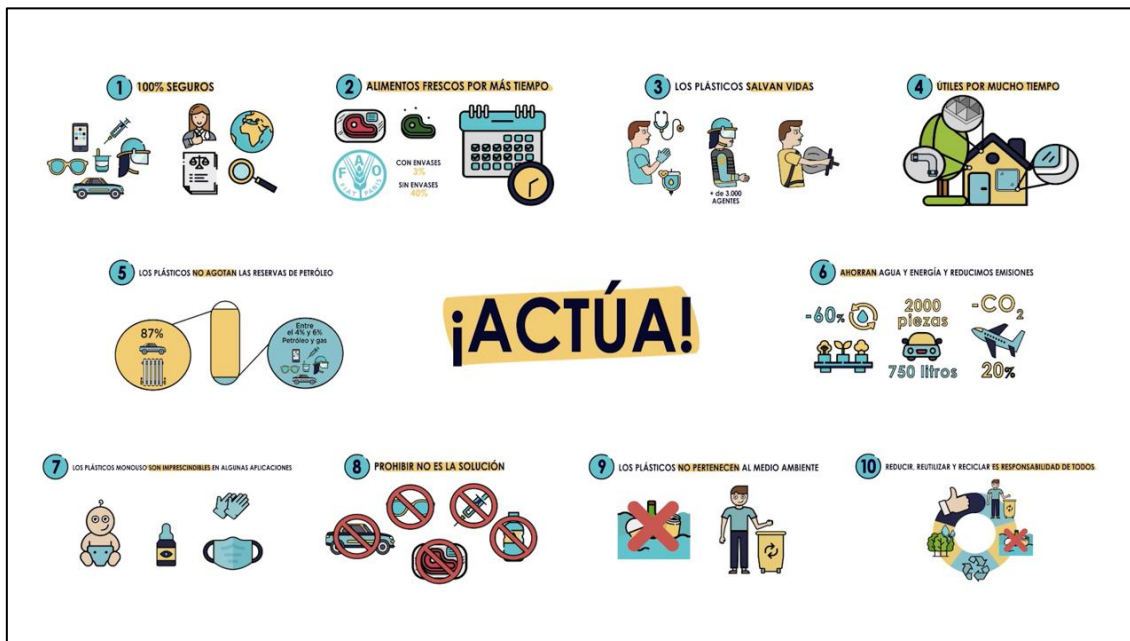 1 100% SEGUROS
2 ALIMENTOS FRESCOS POR MÁS TIEMPO
F A O
FIAT PANIS
CON ENVASES
3%
SIN ENVASES
40%
3 LOS PLÁSTICOS SALVAN VIDAS
+ de 3.000
AGENTES
4 ÚTILES POR MUCHO TIEMPO
5 LOS PLÁSTICOS NO AGOTAN LAS RESERVAS DE PETRÓLEO
87%
Entre
el 4% y 6%
Petróleo y gas
¡ACTÚA!
6 AHORRAN AGUA Y ENERGÍA Y REDUCIMOS EMISIONES
-60%
2000
piezas
750 litros
-CO2
20%
7 LOS PLÁSTICOS MONOUSO SON IMPRESCINDIBLES EN ALGUNAS APLICACIONES
8 PROHIBIR NO ES LA SOLUCIÓN
9 LOS PLÁSTICOS NO PERTENECEN AL MEDIO AMBIENTE
10 REDUCIR, REUTILIZAR Y RECICLAR ES RESPONSABILIDAD DE TODOS